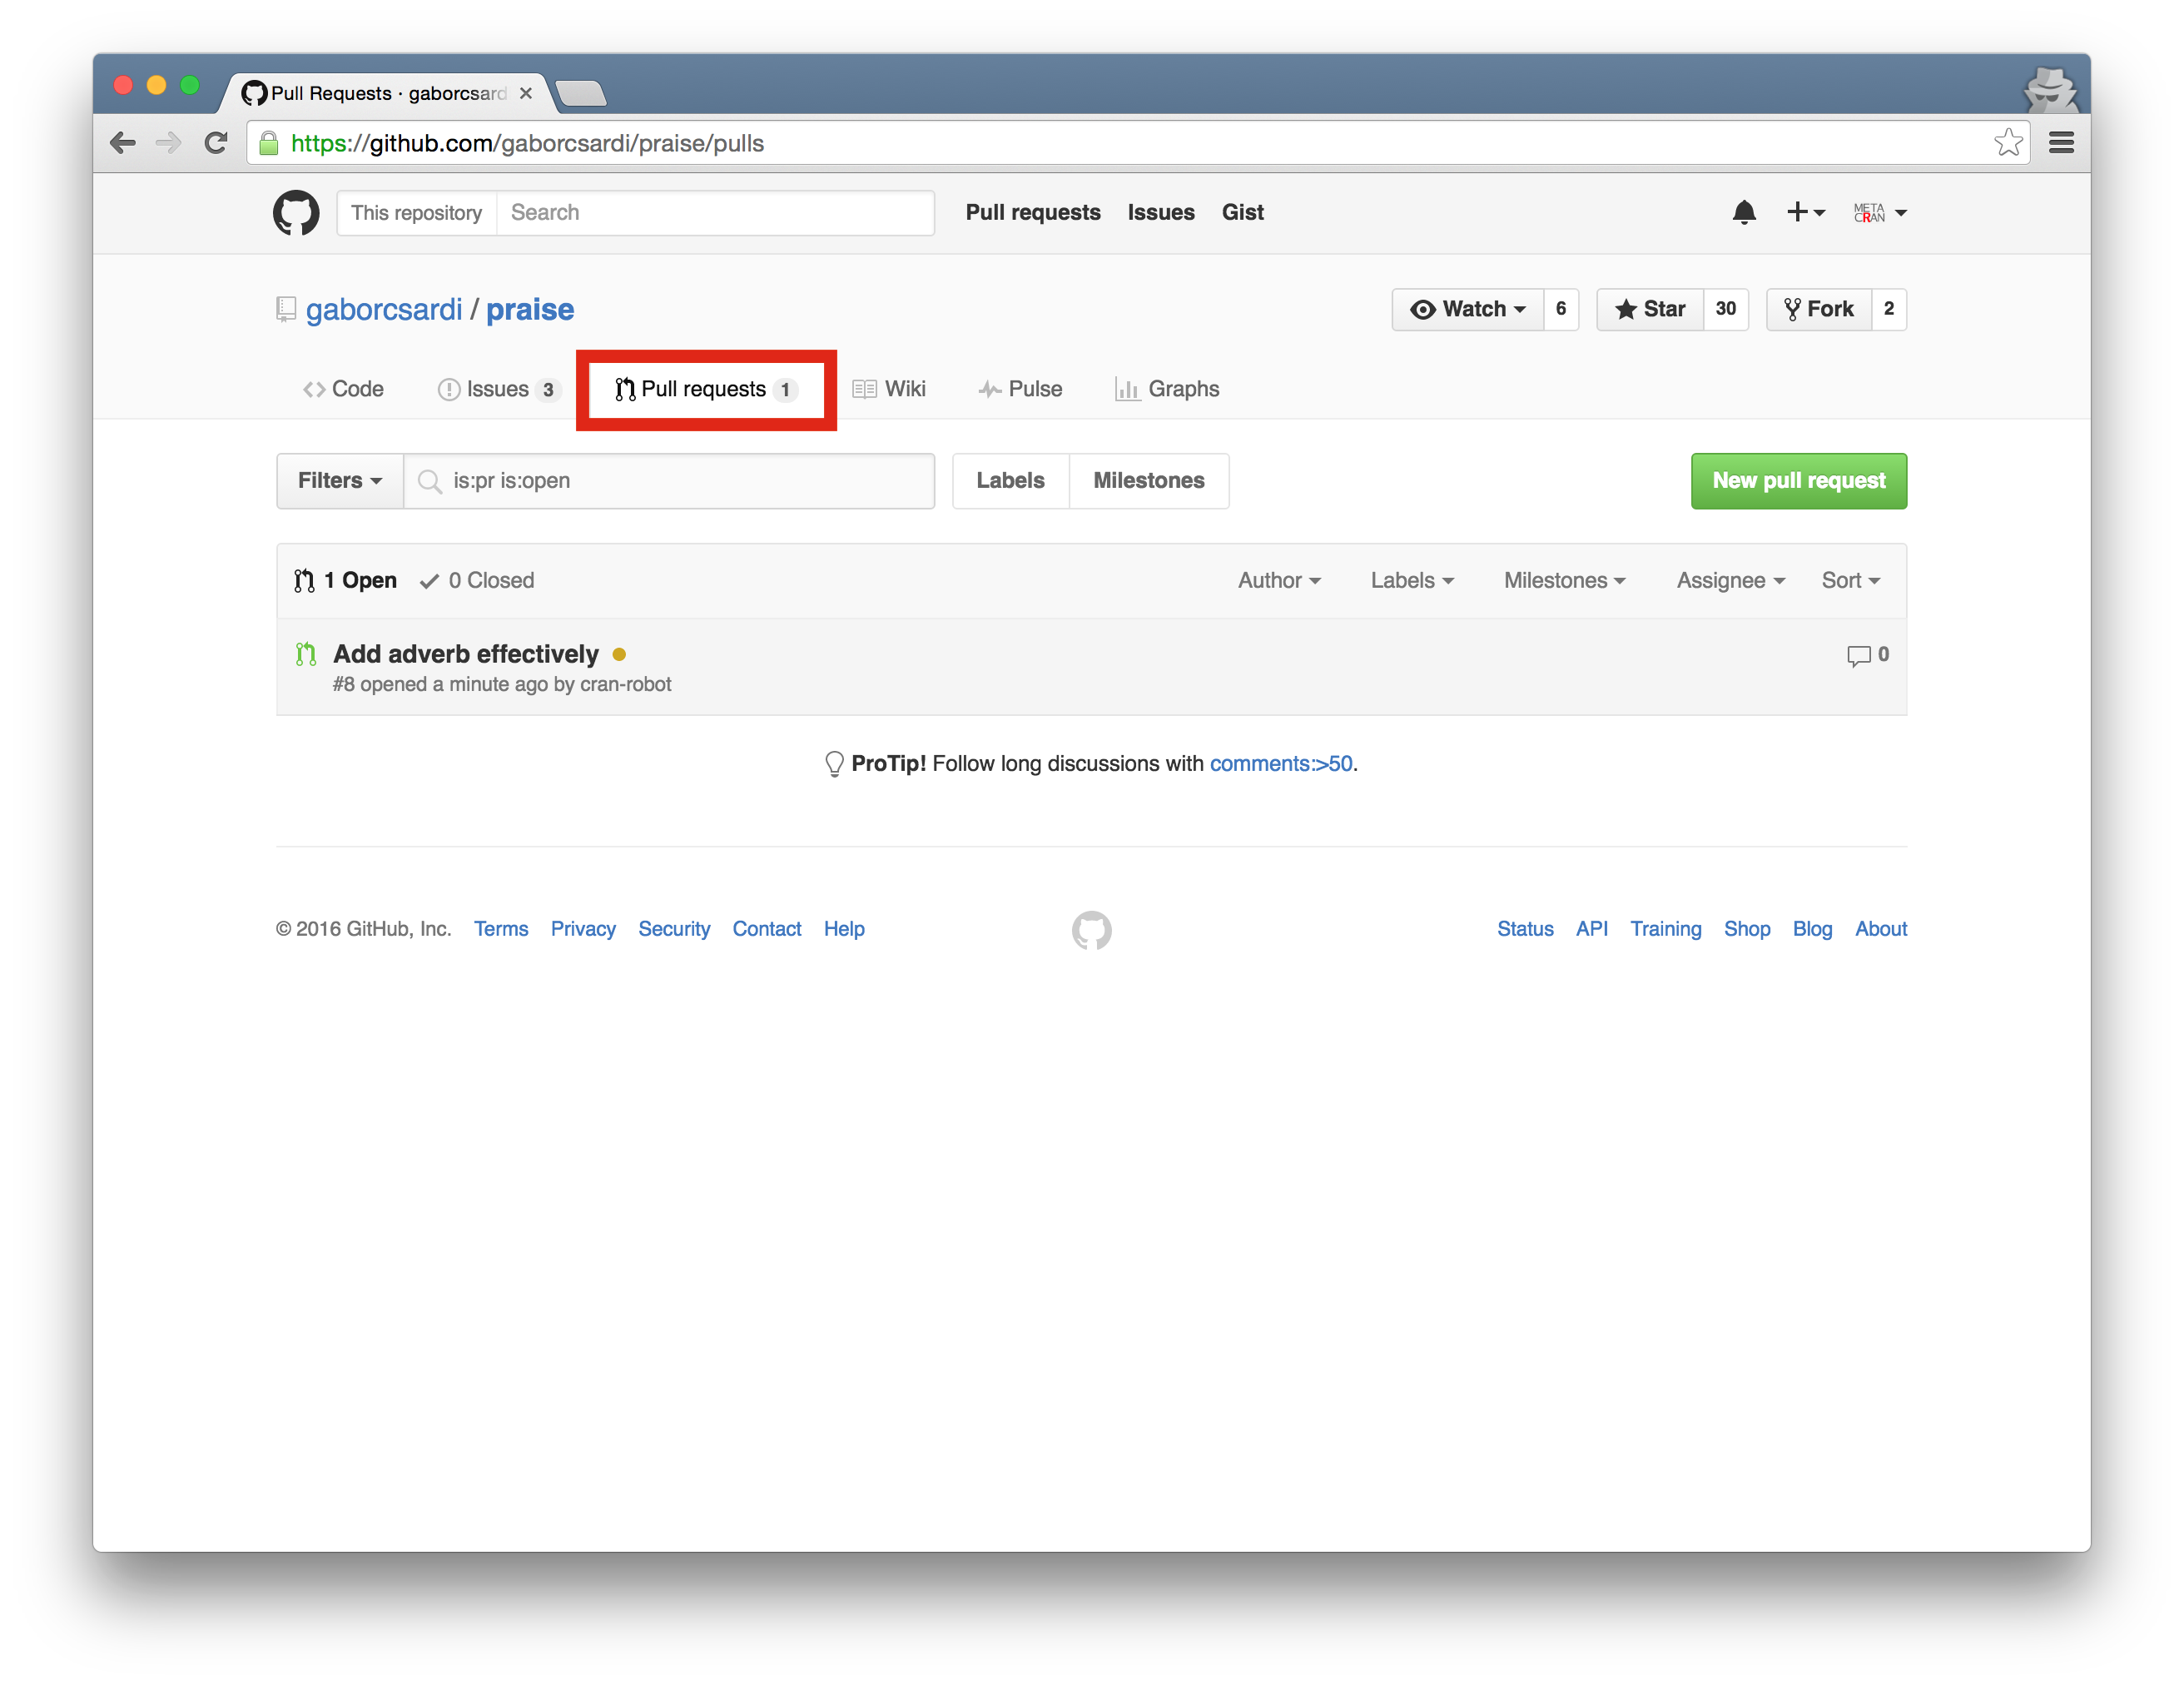 Pull Requests · gaborcsard
https://github.com/gaborcsardi/praise/pulls
This repository Search Pull requests Issues Gist META CRAN
gaborcsardi / praise Watch 6 Star 30 Fork 2
Code Issues 3 Pull requests 1 Wiki Pulse Graphs
Filters is:pr is:open Labels Milestones New pull request
1 Open 0 Closed Author Labels Milestones Assignee Sort
Add adverb effectively 0
#8 opened a minute ago by cran-robot
ProTip! Follow long discussions with comments:>50.
© 2016 GitHub, Inc. Terms Privacy Security Contact Help Status API Training Shop Blog About